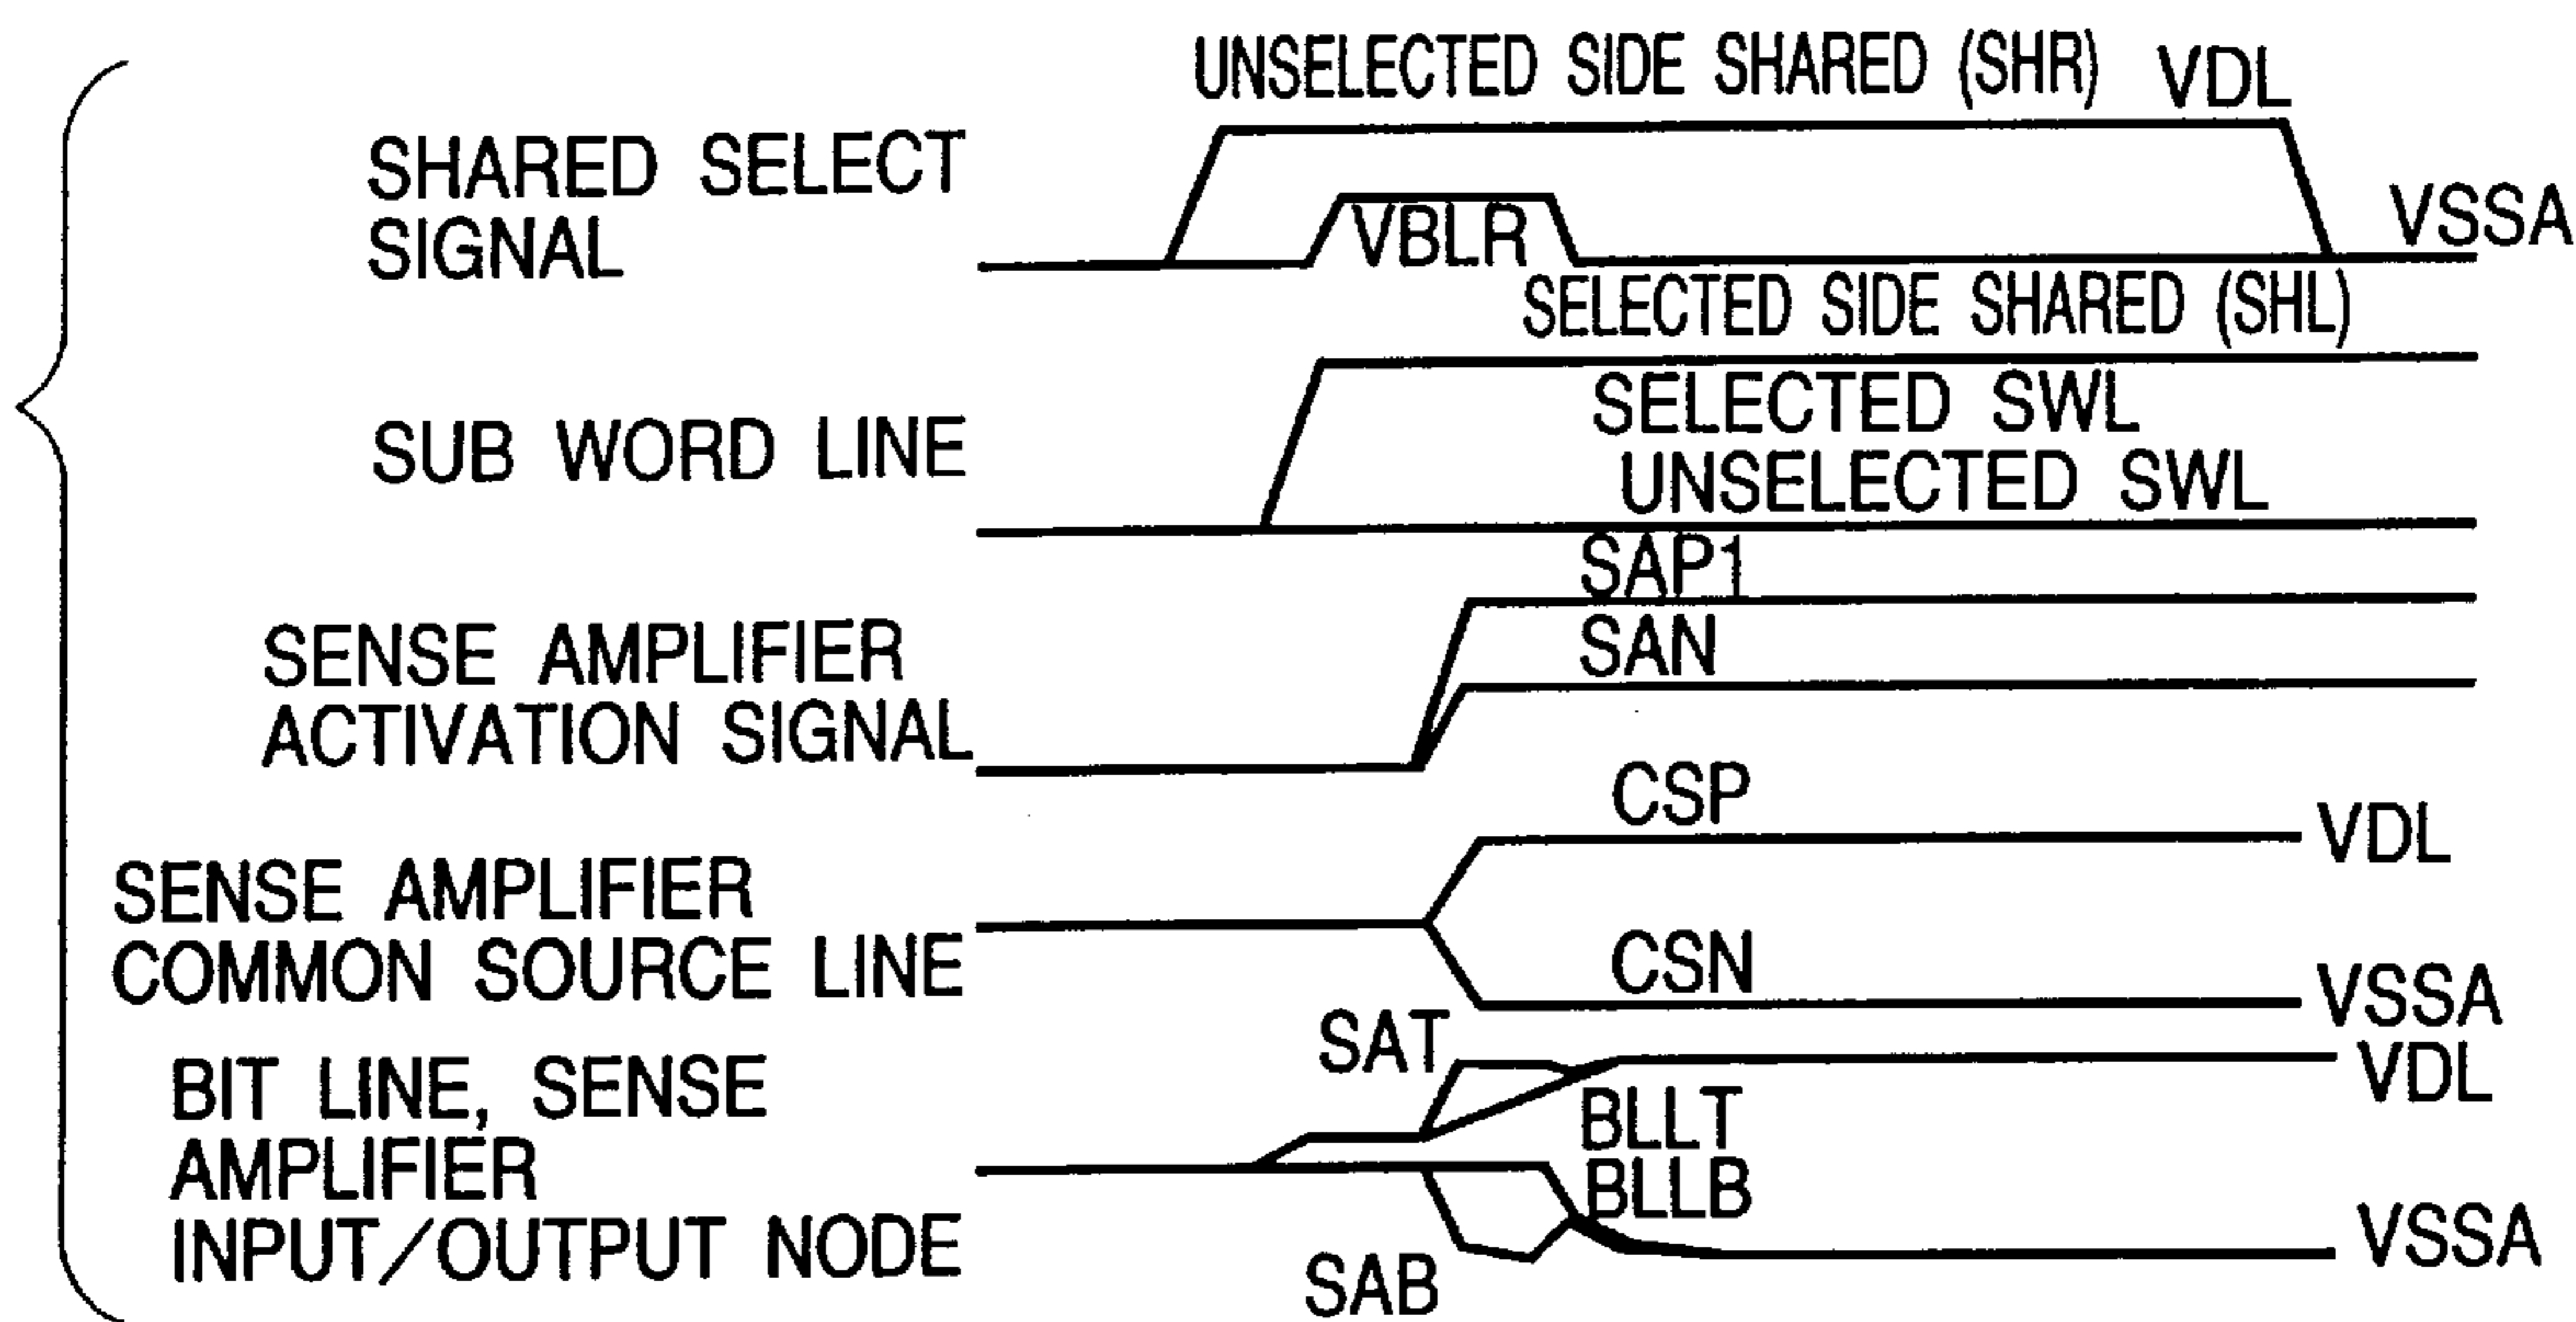 UNSELECTED SIDE SHARED (SHR) VDL
SHARED SELECT
SIGNAL
VBLR
VSSA
SELECTED SIDE SHARED (SHL)
SUB WORD LINE
SELECTED SWL
UNSELECTED SWL
SENSE AMPLIFIER
ACTIVATION SIGNAL
SAP1
SAN
SENSE AMPLIFIER
COMMON SOURCE LINE
CSP
VDL
CSN
VSSA
BIT LINE, SENSE
AMPLIFIER
INPUT/OUTPUT NODE
SAT
VDL
BLLT
BLLB
VSSA
SAB